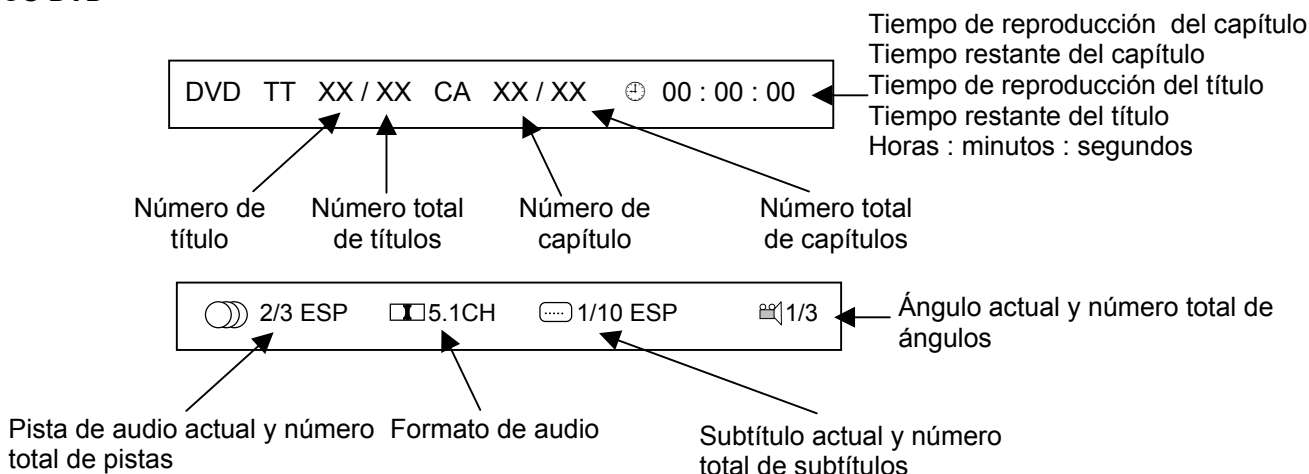 Tiempo de reproducción del capítulo
Tiempo restante del capítulo
Tiempo de reproducción del título
Tiempo restante del título
Horas : minutos : segundos
DVD TT XX / XX CA XX / XX 00 : 00 : 00
Número de título
Número total de títulos
Número de capítulo
Número total de capítulos
2/3 ESP 5.1CH 1/10 ESP 1/3
Ángulo actual y número total de ángulos
Pista de audio actual y número total de pistas
Formato de audio
Subtítulo actual y número total de subtítulos